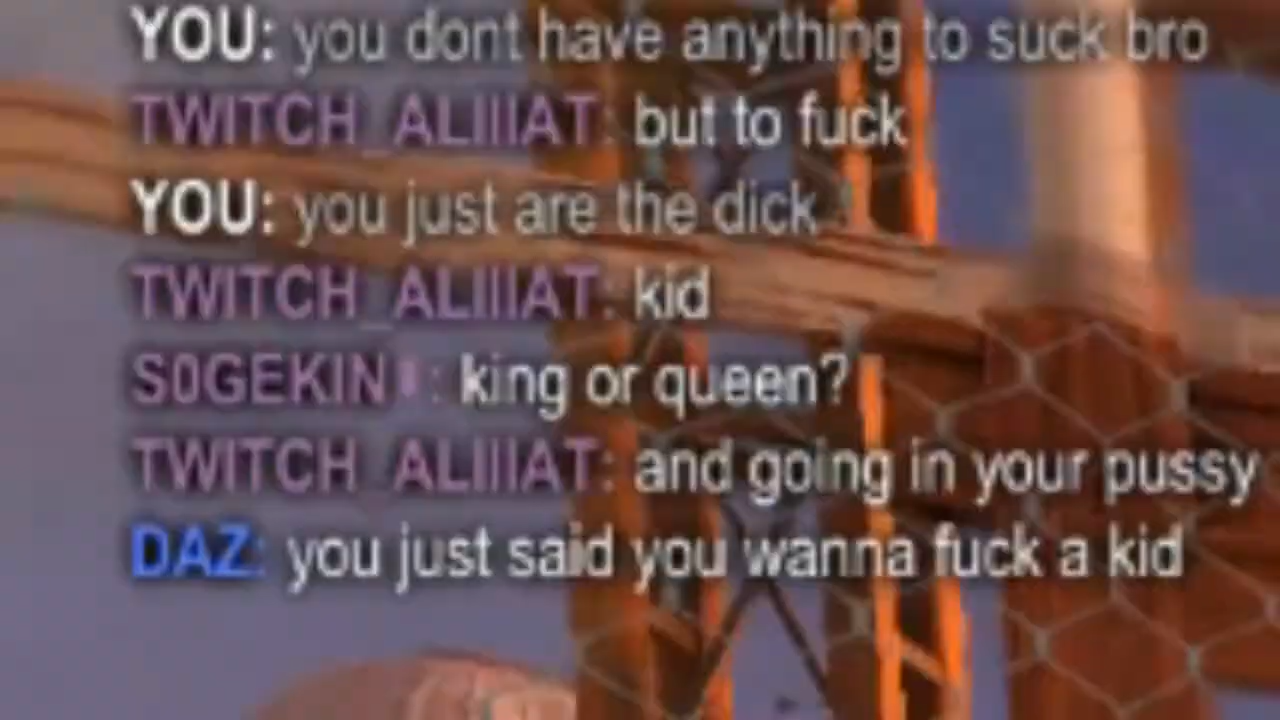 YOU: you dont have anything to suck bro
TWITCH_ALIIIAT: but to fuck
YOU: you just are the dick !
TWITCH_ALIIIAT: kid
S0GEKIN: king or queen?
TWITCH_ALIIIAT: and going in your pussy
DAZ: you just said you wanna fuck a kid